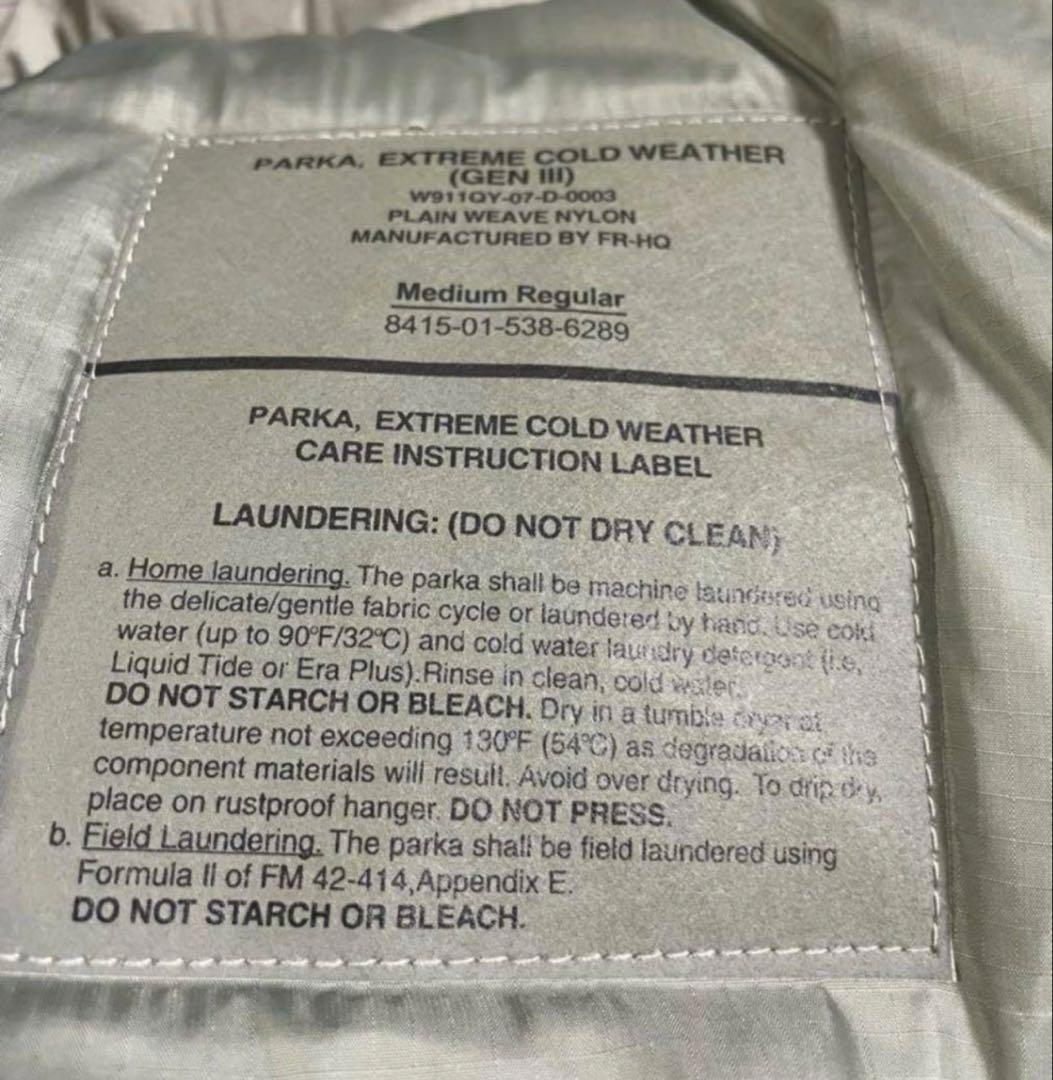 PARKA, EXTREME COLD WEATHER
(GEN III)
W911QY-07-D-0003
PLAIN WEAVE NYLON
MANUFACTURED BY FR-HQ
Medium Regular
8415-01-538-6289
PARKA, EXTREME COLD WEATHER
CARE INSTRUCTION LABEL
LAUNDERING: (DO NOT DRY CLEAN)
a. Home laundering. The parka shall be machine laundered using
the delicate/gentle fabric cycle or laundered by hand. Use cold
water (up to 90°F/32°C) and cold water laundry detergent (i.e,
Liquid Tide or Era Plus).Rinse in clean, cold water.
DO NOT STARCH OR BLEACH. Dry in a tumble dryer at
temperature not exceeding 130°F (54°C) as degradation of the
component materials will result. Avoid over drying. To drip dry,
place on rustproof hanger. DO NOT PRESS.
b. Field Laundering. The parka shall be field laundered using
Formula II of FM 42-414,Appendix E.
DO NOT STARCH OR BLEACH.